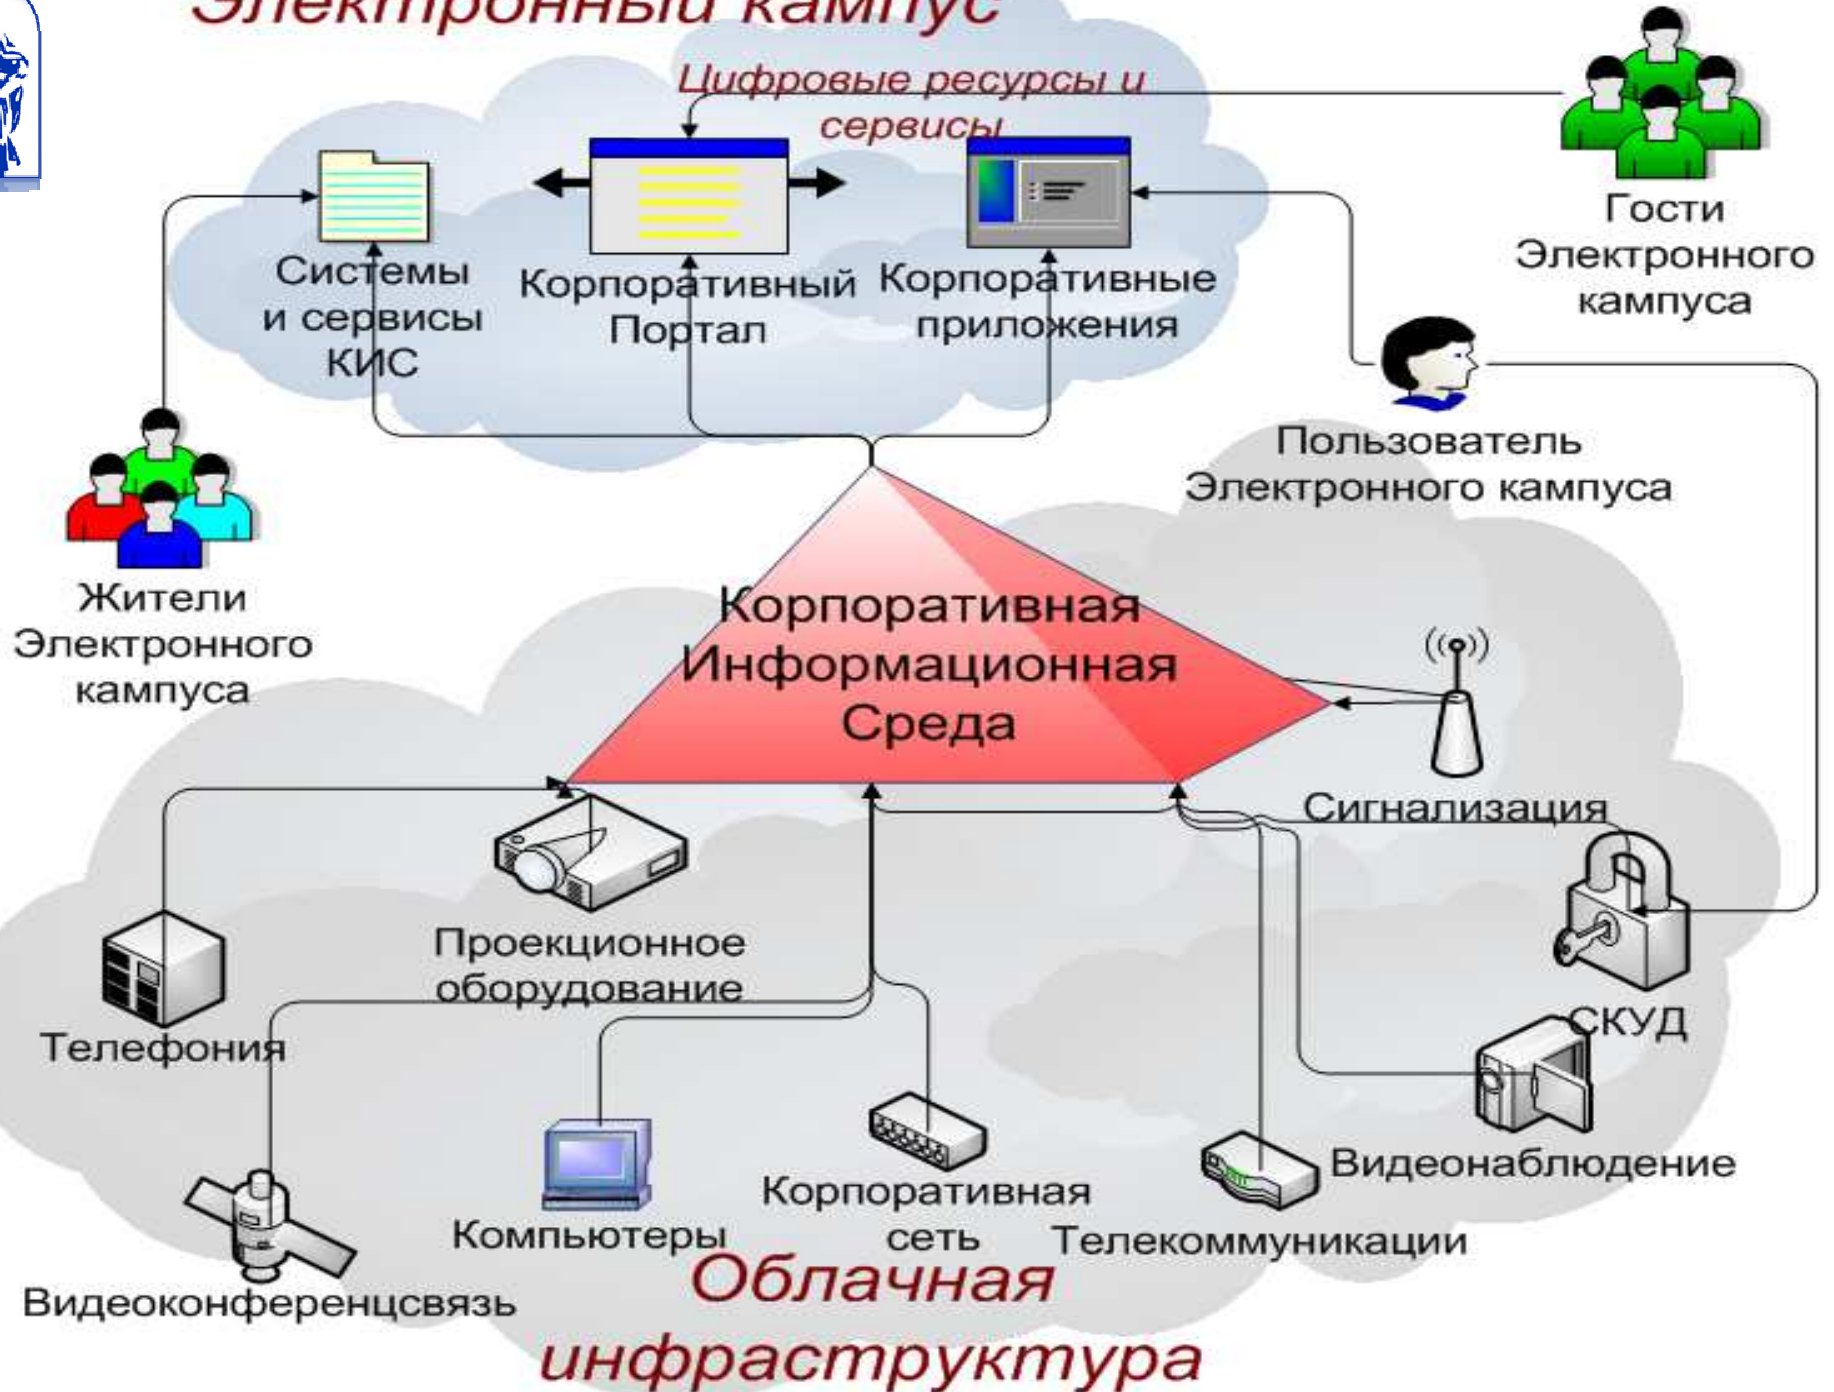 Электронный кампус
Цифровые ресурсы и
сервисы
Гости
Электронного
кампуса
Системы
и сервисы
КИС
Корпоративный
Портал
Корпоративные
приложения
Пользователь
Электронного кампуса
Жители
Электронного
кампуса
Корпоративная
Информационная
Среда
Сигнализация
Проекционное
оборудование
Телефония
СКУД
Видеонаблюдение
Корпоративная
сеть
Компьютеры
Телекоммуникации
Видеоконференцсвязь
Облачная
инфраструктура